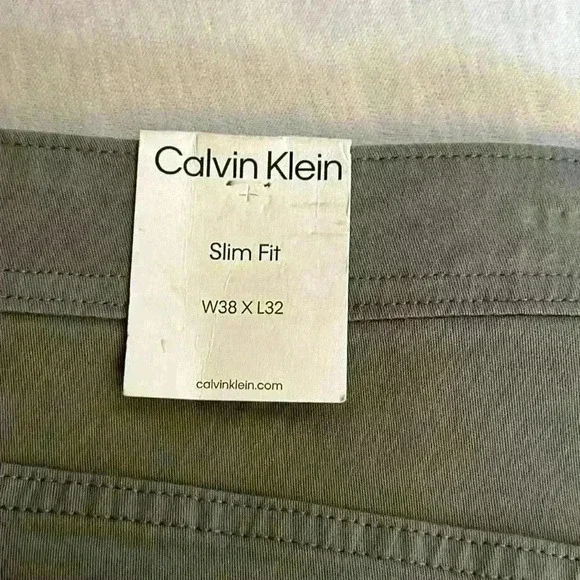 Calvin Klein
Slim Fit
W38 X L32
calvinklein.com